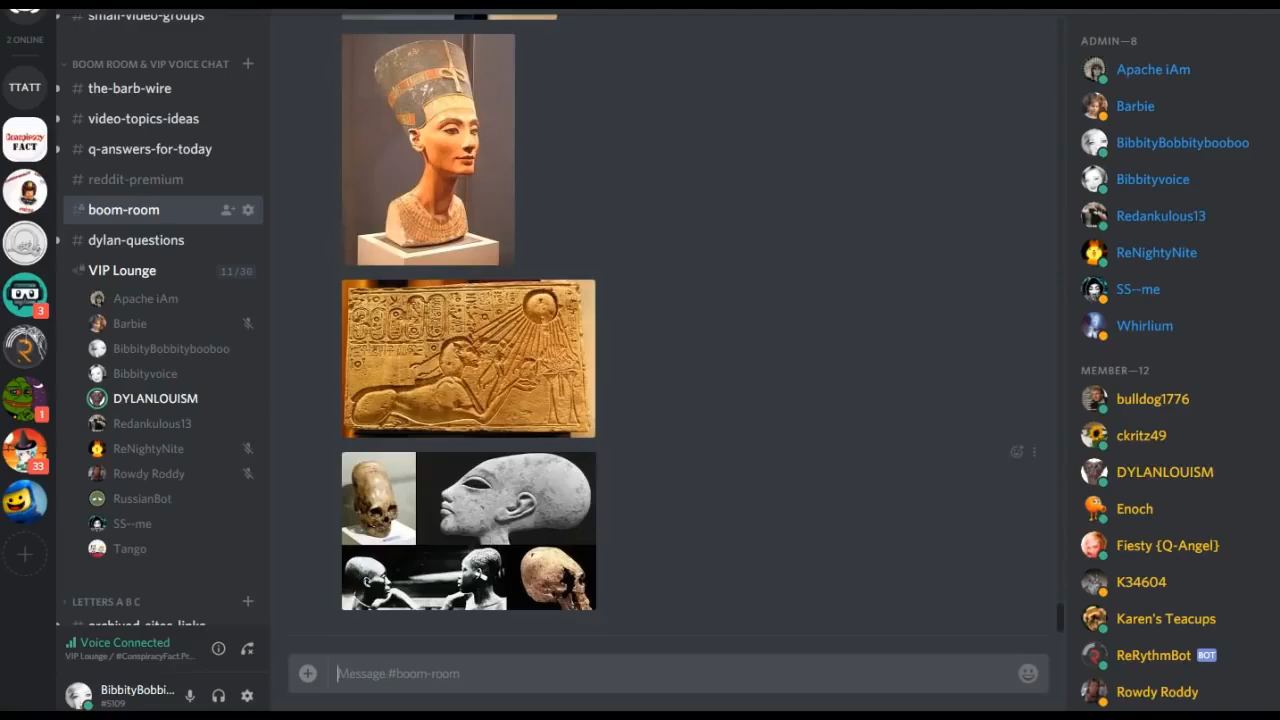 small-video-groups
2 ONLINE
BOOM ROOM & VIP VOICE CHAT
TTATT
# the-barb-wire
# video-topics-ideas
Conspiracy
FACT
# q-answers-for-today
# reddit-premium
boom-room
# dylan-questions
VIP Lounge 11/30
Apache iAm
Barbie
BibbityBobbitybooboo
Bibbityvoice
DYLANLOUISM
Redankulous13
ReNightyNite
Rowdy Roddy
RussianBot
SS--me
Tango
3
1
33
LETTERS A B C
archived-sites-links
Voice Connected
VIP Lounge / #ConspiracyFact.Pr...
BibbityBobbi...
#5109
Message #boom-room
ADMIN—8
Apache iAm
Barbie
BibbityBobbitybooboo
Bibbityvoice
Redankulous13
ReNightyNite
SS--me
Whirlium
MEMBER—12
bulldog1776
ckritz49
DYLANLOUISM
Enoch
Fiesty {Q-Angel}
K34604
Karen's Teacups
ReRythmBot BOT
Rowdy Roddy